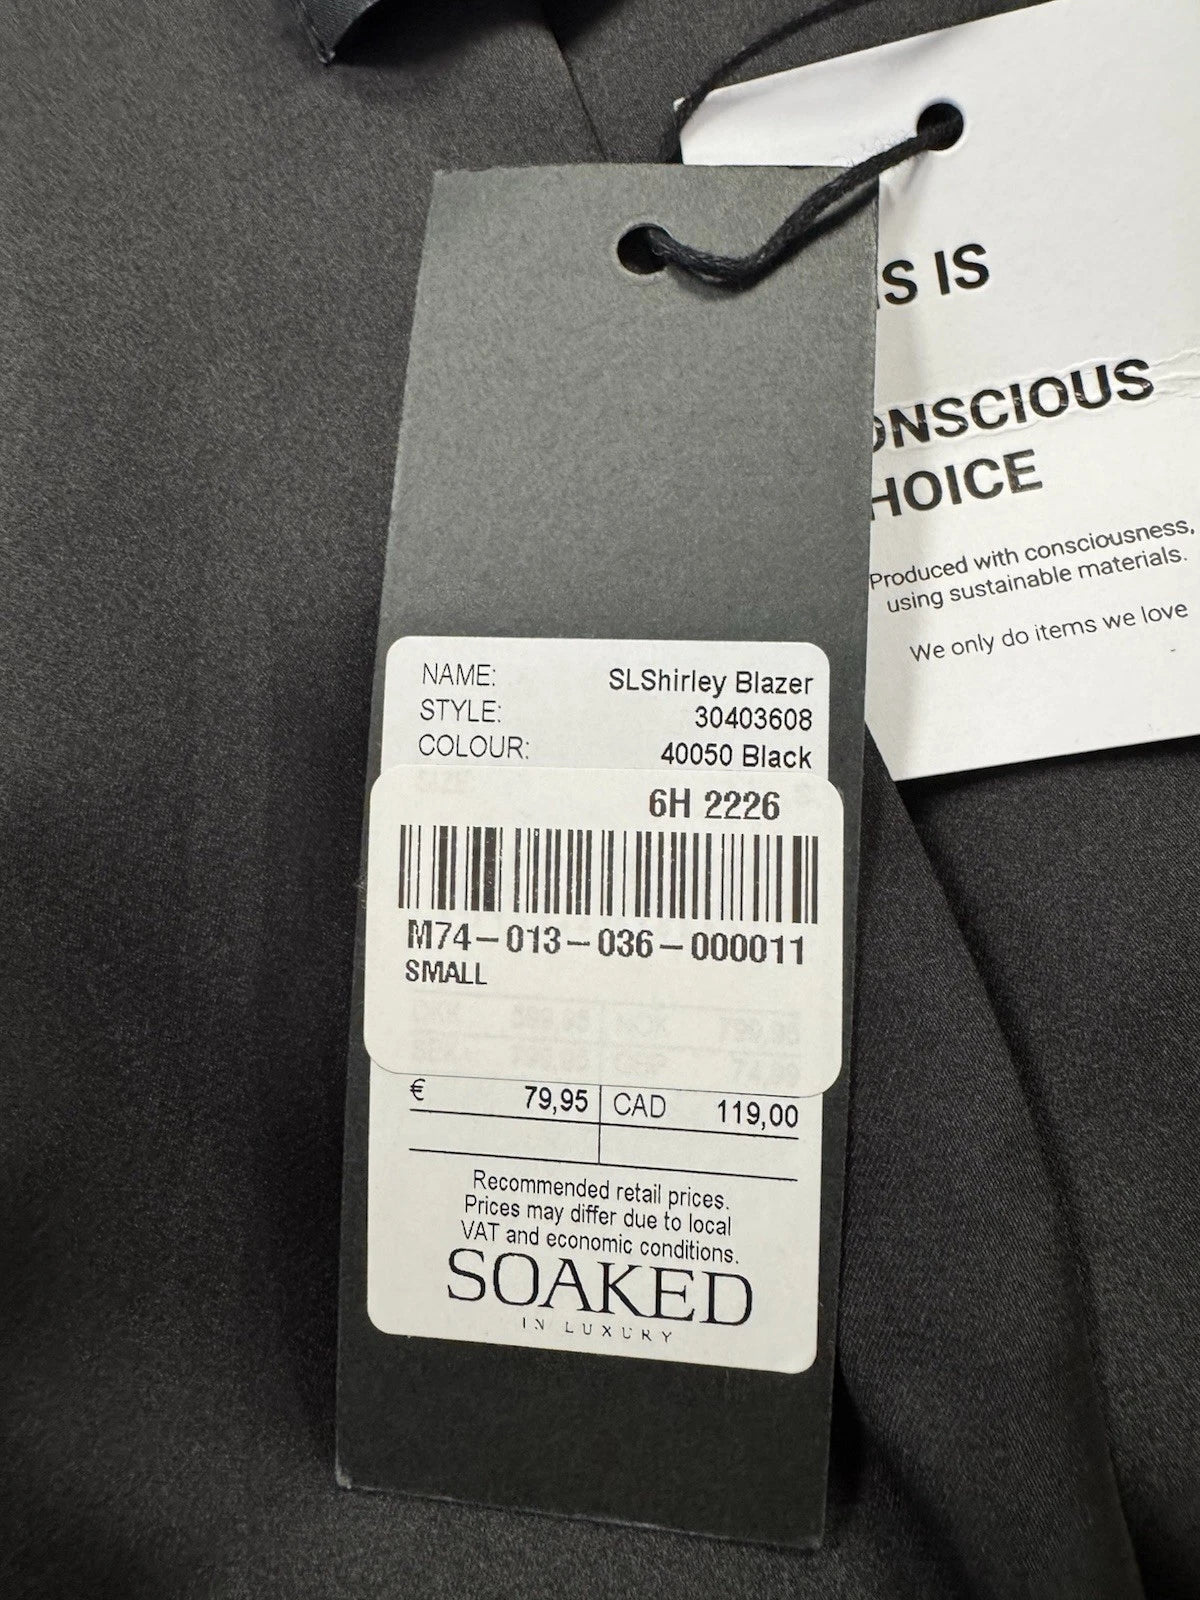 NAME: SLShirley Blazer
STYLE: 30403608
COLOUR: 40050 Black
6H 2226
M74-013-036-000011
SMALL
€ 79,95 CAD 119,00
Recommended retail prices.
Prices may differ due to local
VAT and economic conditions.
SOAKED
IN LUXURY
IS IS
ONSCIOUS
HOICE
Produced with consciousness,
using sustainable materials.
We only do items we love